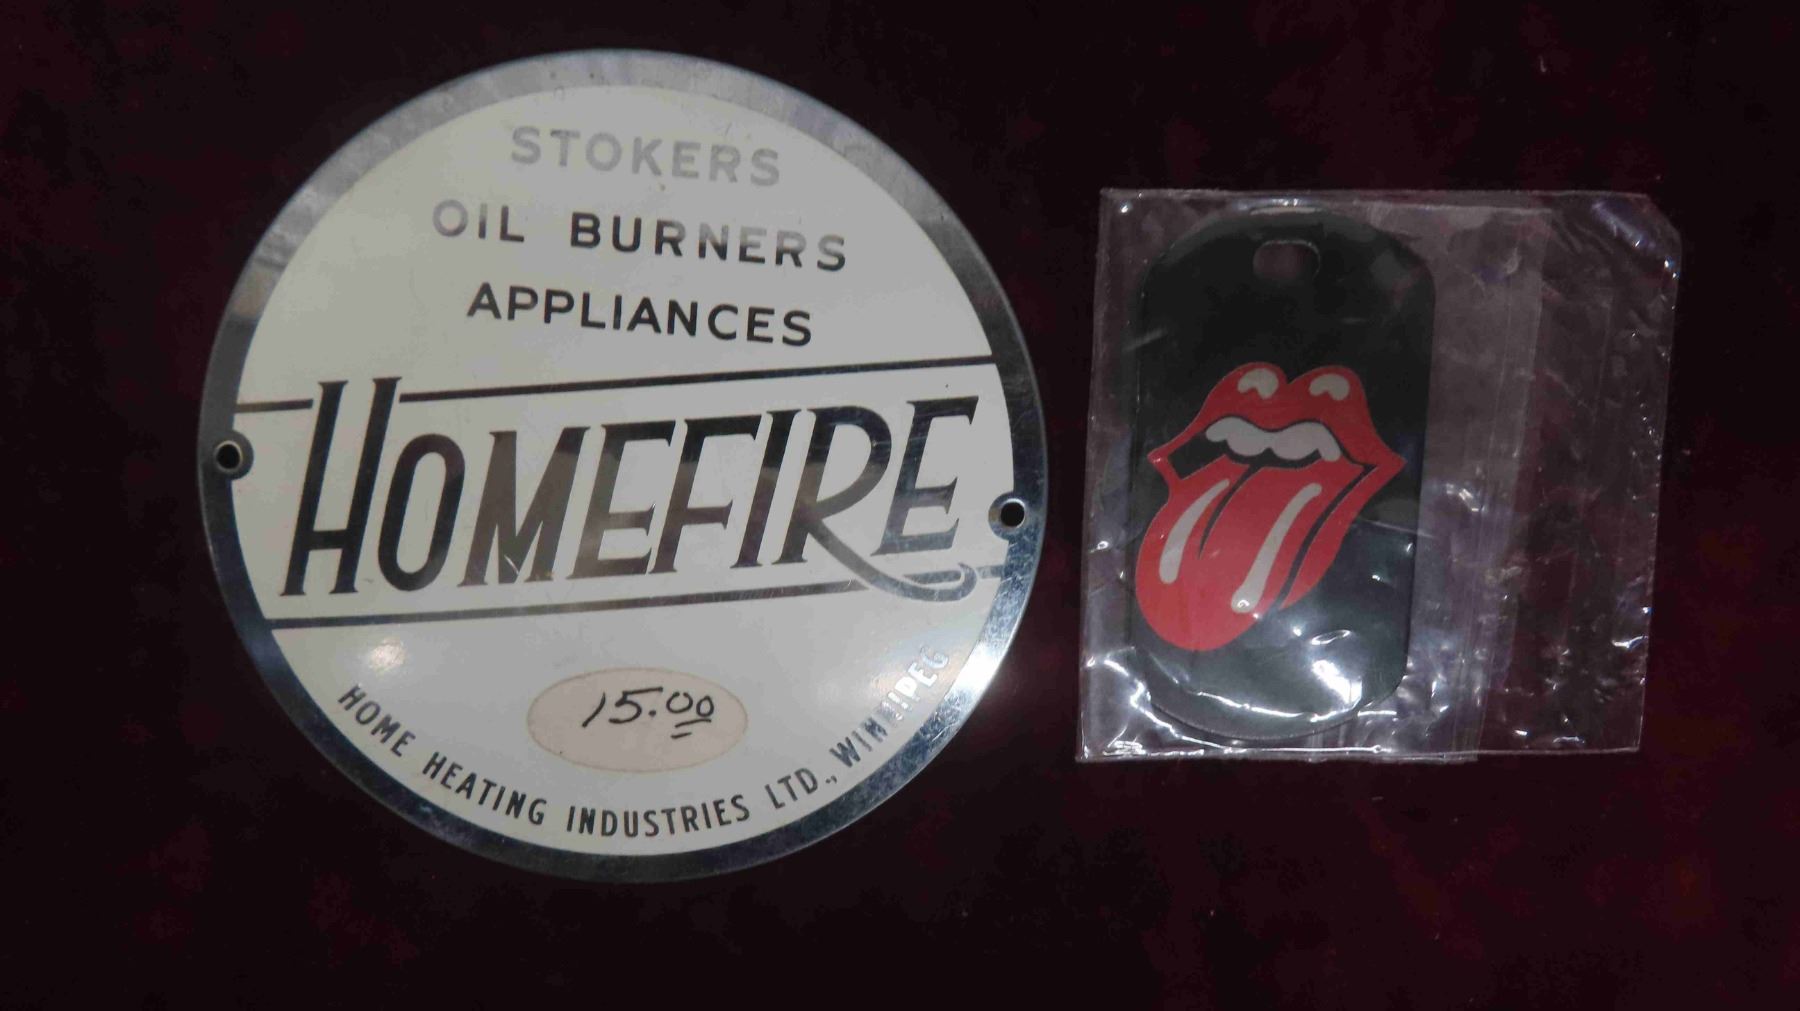 STOKERS
OIL BURNERS
APPLIANCES
HOMEFIRE
15.00
HOME HEATING INDUSTRIES LTD., WINNIPEG